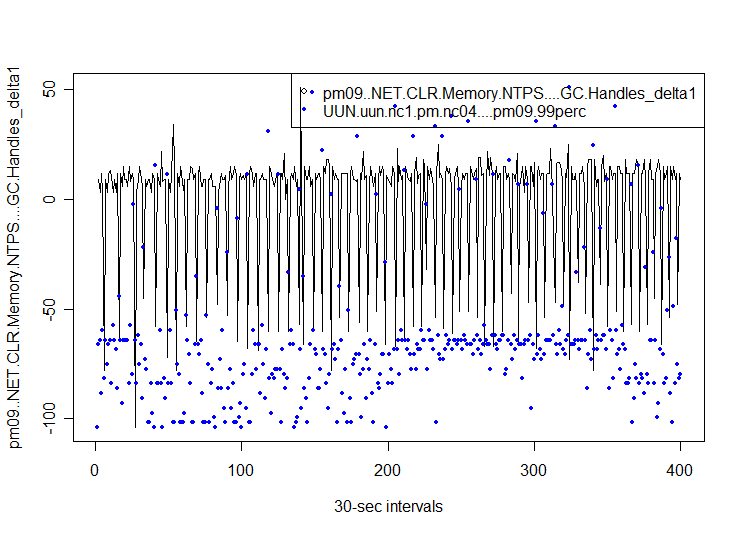 pm09..NET.CLR.Memory.NTPS....GC.Handles_delta1
UUN.uun.nc1.pm.nc04....pm09.99perc
pm09..NET.CLR.Memory.NTPS....GC.Handles_delta1
50
0
-50
-100
0 100 200 300 400
30-sec intervals